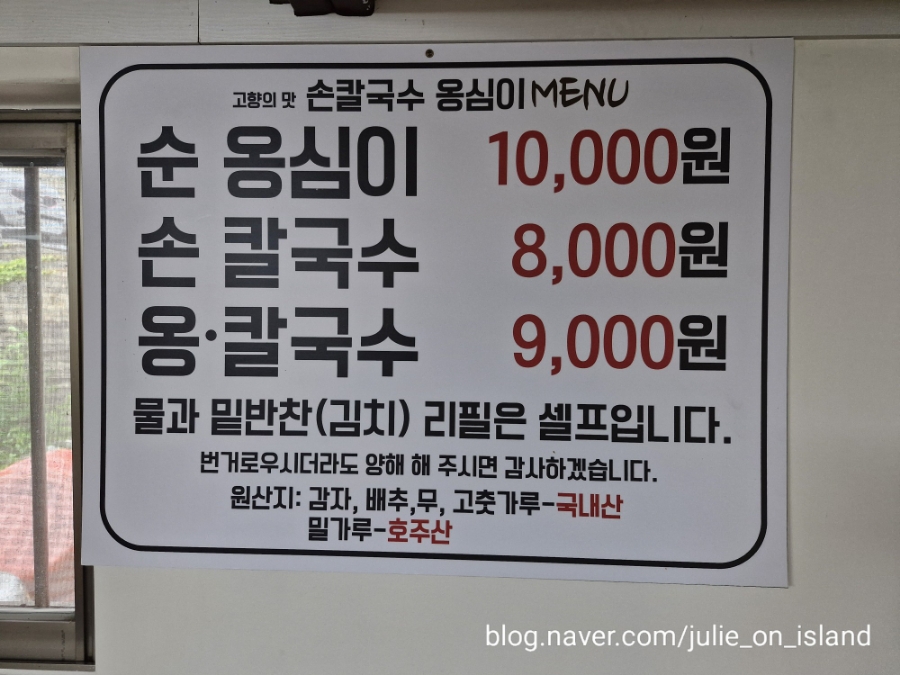 고향의 맛 손칼국수 옹심이MENU
순 옹심이 10,000원
손 칼국수 8,000원
옹·칼국수 9,000원
물과 밑반찬(김치) 리필은 셀프입니다.
번거로우시더라도 양해 해 주시면 감사하겠습니다.
원산지: 감자, 배추,무, 고춧가루-국내산
밀가루-호주산
blog.naver.com/julie_on_island